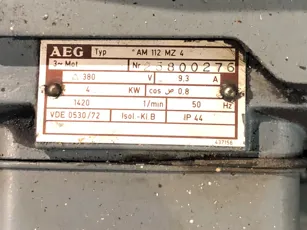 AEG Typ AM 112 MZ 4
3~ Mot Nr 25800276
380 V 9.3 A
4 KW cos φ 0,8
1420 1/min 50 Hz
VDE 0530/72 Isol.-Kl.B IP 44